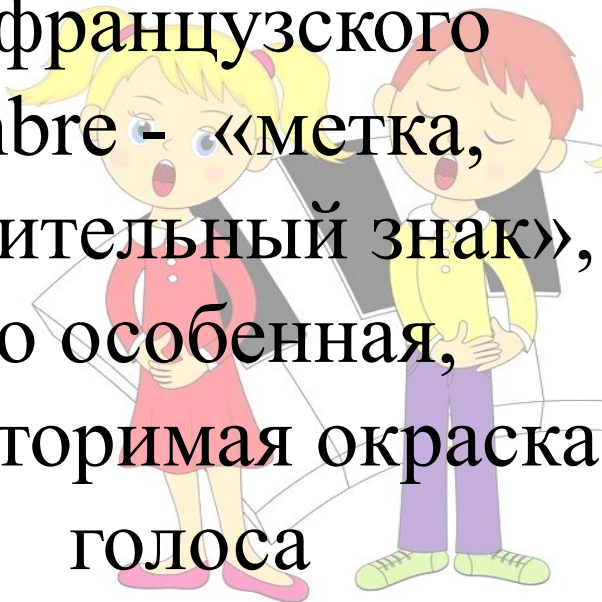 французского
bre - «метка,
ительный знак»,
о особенная,
торимая окраска
голоса